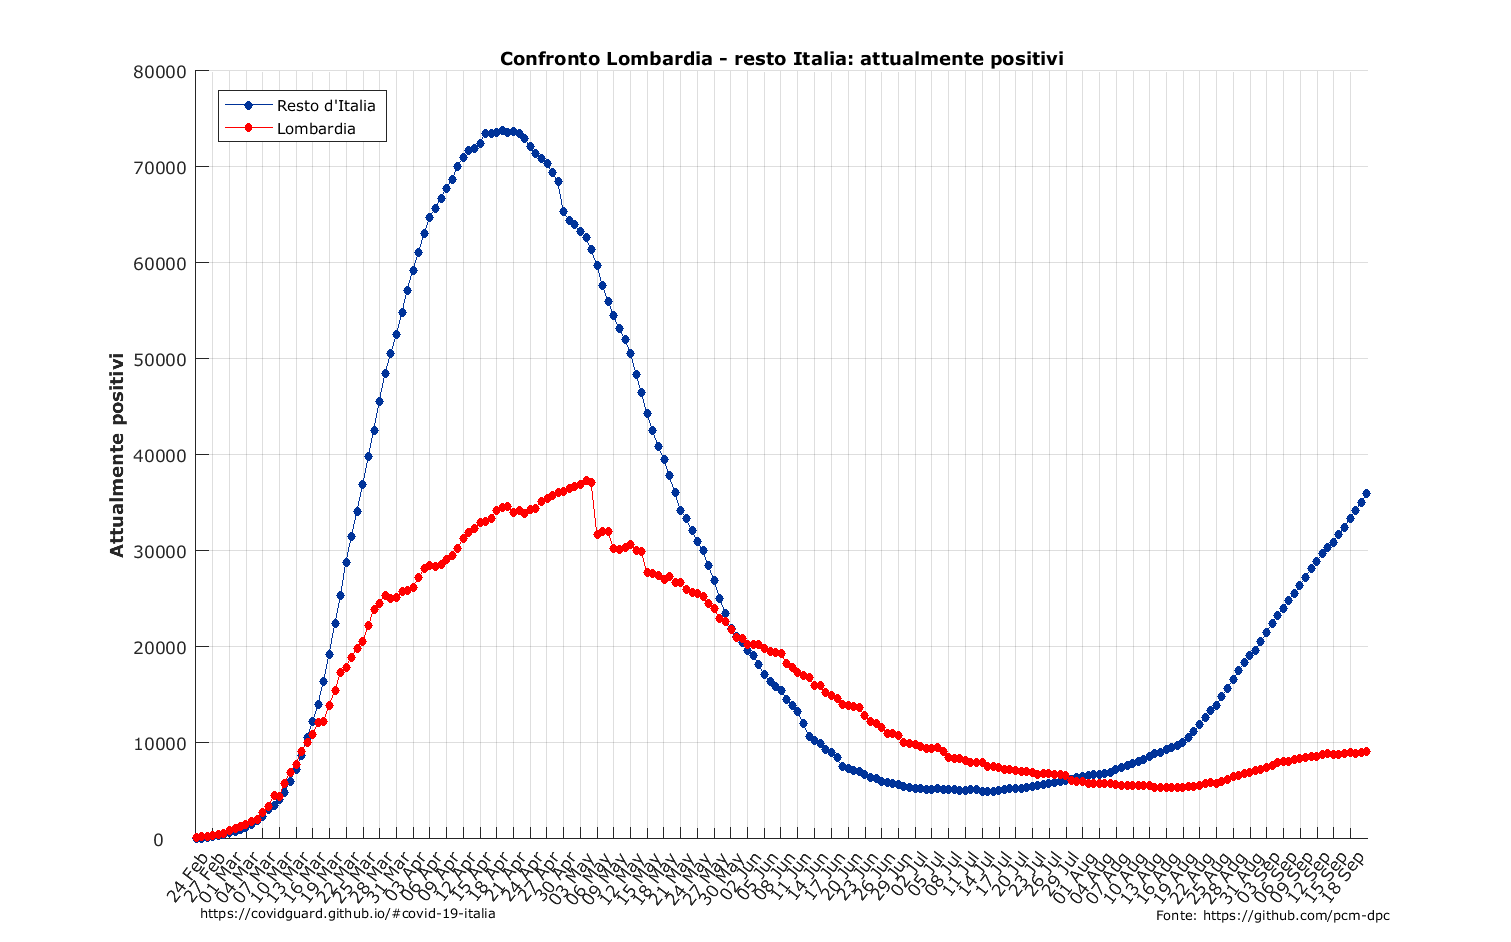 Confronto Lombardia - resto Italia: attualmente positivi
80000
Resto d'Italia
Lombardia
70000
60000
50000
40000
30000
20000
10000
0
Attualmente positivi
24 Feb
27 Feb
01 Mar
04 Mar
07 Mar
10 Mar
13 Mar
16 Mar
19 Mar
22 Mar
25 Mar
28 Mar
31 Mar
03 Apr
06 Apr
09 Apr
12 Apr
15 Apr
18 Apr
21 Apr
24 Apr
27 Apr
30 Apr
03 May
06 May
09 May
12 May
15 May
18 May
21 May
24 May
27 May
30 May
02 Jun
05 Jun
08 Jun
11 Jun
14 Jun
17 Jun
20 Jun
23 Jun
26 Jun
29 Jun
02 Jul
05 Jul
08 Jul
11 Jul
14 Jul
17 Jul
20 Jul
23 Jul
26 Jul
29 Jul
01 Aug
04 Aug
07 Aug
10 Aug
13 Aug
16 Aug
19 Aug
22 Aug
25 Aug
28 Aug
31 Aug
03 Sep
06 Sep
09 Sep
12 Sep
15 Sep
18 Sep
https://covidguard.github.io/#covid-19-italia
Fonte: https://github.com/pcm-dpc